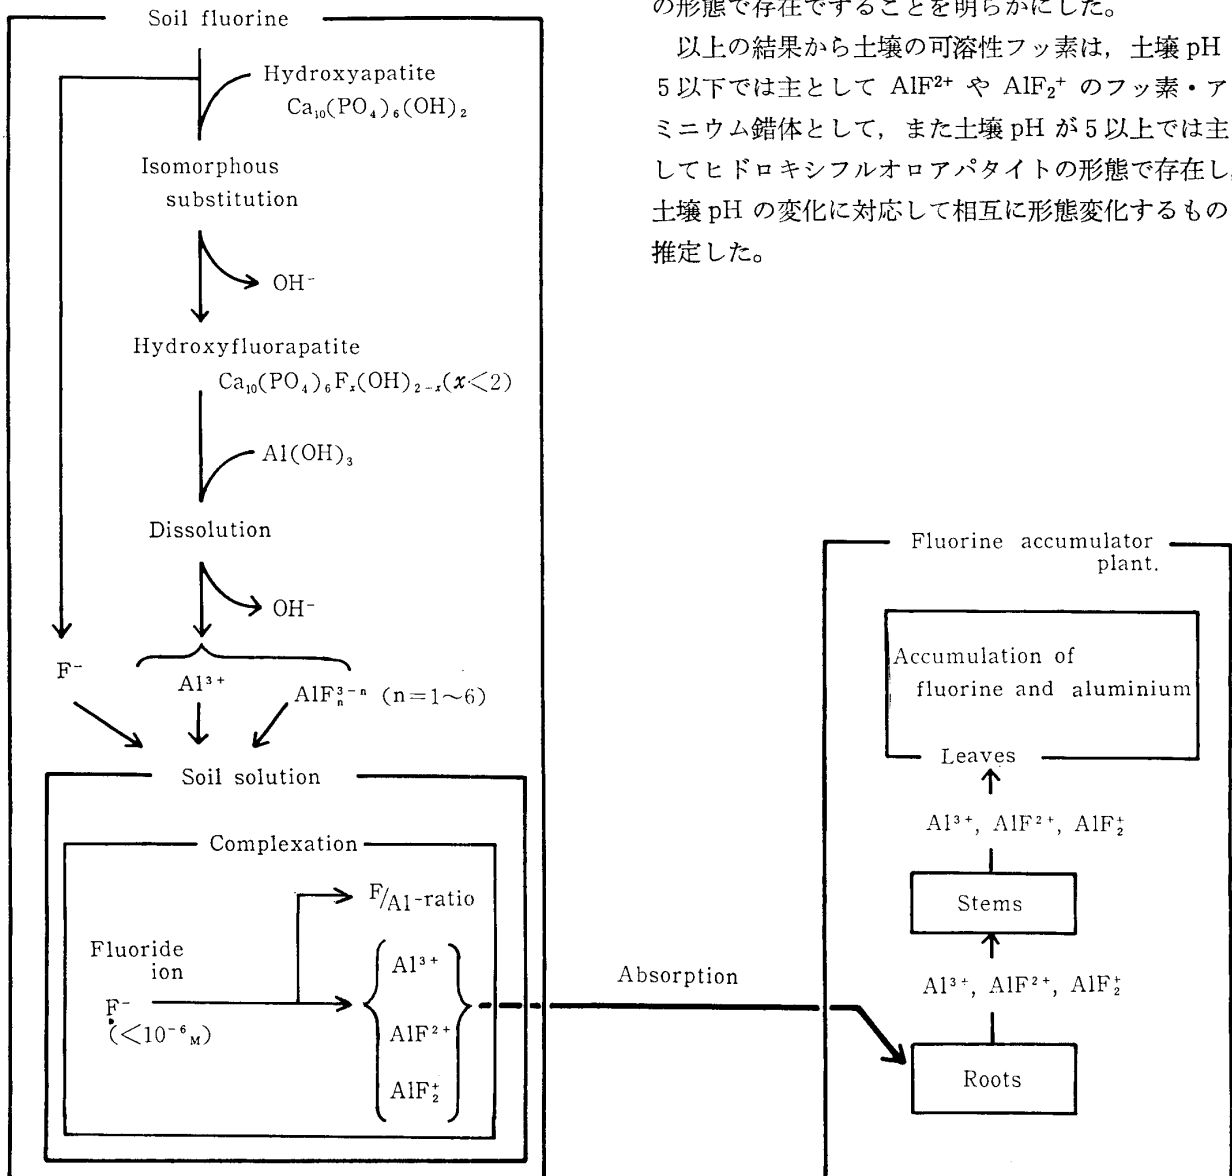 の形態で存在ですることを明らかにした。
以上の結果から土壌の可溶性フッ素は，土壌 pH
5以下では主として AlF²⁺ や AlF₂⁺ のフッ素・ア
ミニウム錯体として，また土壌 pH が5以上では主
してヒドロキシフルオロアパタイトの形態で存在し，
土壌 pH の変化に対応して相互に形態変化するもの
推定した。
Soil fluorine
Hydroxyapatite
Ca₁₀(PO₄)₆(OH)₂
Isomorphous
substitution
OH⁻
Hydroxyfluorapatite
Ca₁₀(PO₄)₆Fₓ(OH)₂₋ₓ(x<2)
Al(OH)₃
Dissolution
OH⁻
F⁻
Al³⁺
AlFₙ³⁻ⁿ (n=1~6)
Soil solution
Complexation
F/Al-ratio
Fluoride
ion
F⁻
(<10⁻⁶ M)
Al³⁺
AlF²⁺
AlF₂⁺
Absorption
Fluorine accumulator
plant.
Accumulation of
fluorine and aluminium
Leaves
Al³⁺, AlF²⁺, AlF₂⁺
Stems
Al³⁺, AlF²⁺, AlF₂⁺
Roots